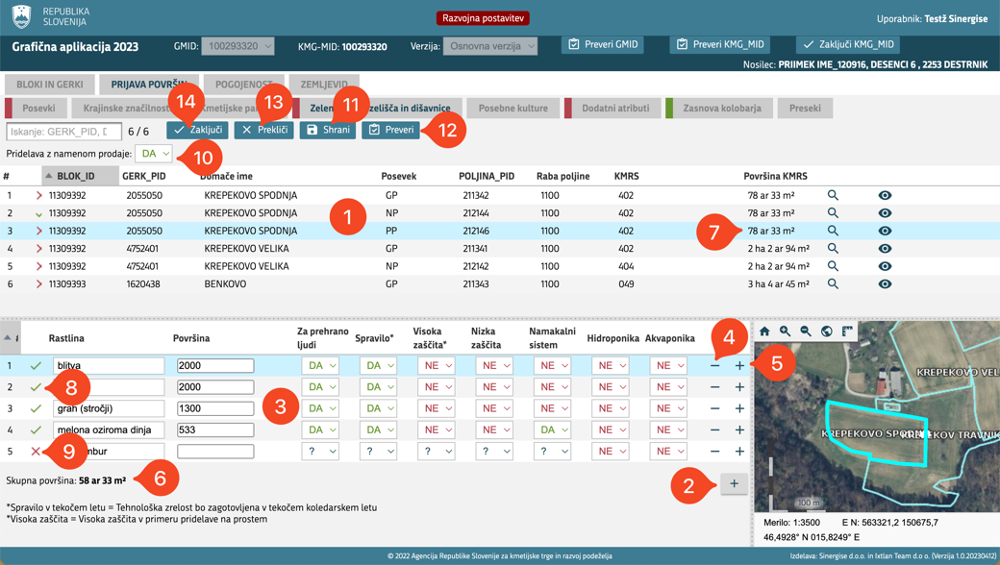 REPUBLIKA
SLOVENIJA
Razvojna postavitev
Uporabnik: Testž Sinergise
Grafična aplikacija 2023
GMID: 100293320
KMG-MID: 100293320
Verzija: Osnovna verzija
Preveri GMID
Preveri KMG_MID
Zaključi KMG_MID
Nosilec: PRIIMEK IME_120916, DESENCI 6 , 2253 DESTRNIK
BLOKI IN GERKI
PRIJAVA POVRŠIN
POGOJENOST
ZEMLJEVID
Posevki
Krajinske značilnost
Kmetijske pa
Zelen
zelišča in dišavnice
Posebne kulture
Dodatni atributi
Zasnova kolobarja
Preseki
14
13
11
12
Iskanje: GERK_PID, D
6 / 6
Zaključi
Prekliči
Shrani
Preveri
Pridelava z namenom prodaje: DA
10
# BLOK_ID GERK_PID Domače ime Posevek POLJINA_PID Raba poljine KMRS Površina KMRS
1 11309392 2055050 KREPEKOVO SPODNJA GP 211342 1100 402 78 ar 33 m²
2 11309392 2055050 KREPEKOVO SPODNJA NP 212144 1100 402 78 ar 33 m²
1
3 11309392 2055050 KREPEKOVO SPODNJA PP 212146 1100 402 78 ar 33 m²
7
4 11309392 4752401 KREPEKOVO VELIKA GP 211341 1100 402 2 ha 2 ar 94 m²
5 11309392 4752401 KREPEKOVO VELIKA NP 212142 1100 404 2 ha 2 ar 94 m²
6 11309393 1620438 BENKOVO GP 211343 1100 049 3 ha 4 ar 45 m²
Rastlina Površina Za prehrano ljudi Spravilo* Visoka zaščita* Nizka zaščita Namakalni sistem Hidroponika Akvaponika
4
1 blitva 2000 DA DA NE NE NE NE NE − +
5
2 2000 DA DA NE NE NE NE NE − +
8
3 grah (stročji) 1300 DA DA NE NE NE NE NE − +
3
4 melona oziroma dinja 533 DA DA NE NE DA NE NE − +
5 mbur ? ? ? ? ? NE NE − +
9
Skupna površina: 58 ar 33 m²
6
2
+
*Spravilo v tekočem letu = Tehnološka zrelost bo zagotovljena v tekočem koledarskem letu
*Visoka zaščita = Visoka zaščita v primeru pridelave na prostem
KREPEKOVO VEL
KREPEKOVO SPODNJA
KREPEKOV TRAVNIK
100 m
Merilo: 1:3500 E N: 563321,2 150675,7
46,4928° N 015,8249° E
© 2022 Agencija Republike Slovenije za kmetijske trge in razvoj podeželja
Izdelava: Sinergise d.o.o. in Ixtlan Team d.o.o. (Verzija 1.0.20230412)